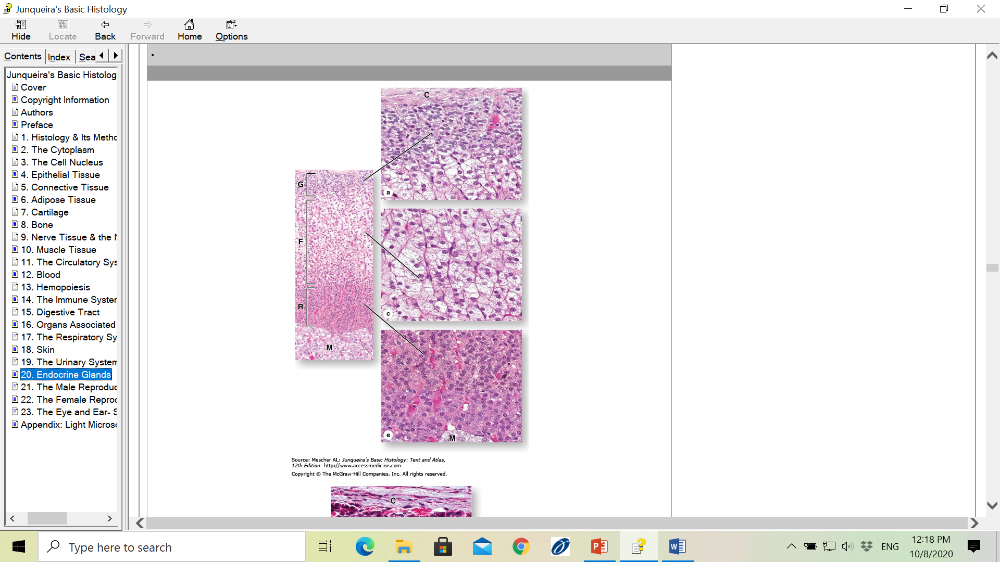 Junqueira's Basic Histology
Hide Locate Back Forward Home Options
Contents Index Sea
Junqueira's Basic Histolog
Cover
Copyright Information
Authors
Preface
1. Histology & Its Metho
2. The Cytoplasm
3. The Cell Nucleus
4. Epithelial Tissue
5. Connective Tissue
6. Adipose Tissue
7. Cartilage
8. Bone
9. Nerve Tissue & the N
10. Muscle Tissue
11. The Circulatory Sys
12. Blood
13. Hemopoiesis
14. The Immune System
15. Digestive Tract
16. Organs Associated
17. The Respiratory Sy
18. Skin
19. The Urinary System
20. Endocrine Glands
21. The Male Reproduc
22. The Female Reproc
23. The Eye and Ear- S
Appendix: Light Microsc
.
C
a
G
F
R
M
c
e
M
Source: Mescher AL: Junqueira's Basic Histology: Text and Atlas,
12th Edition: http://www.accessmedicine.com
Copyright © The McGraw-Hill Companies, Inc. All rights reserved.
C
Type here to search
ENG
12:18 PM
10/8/2020